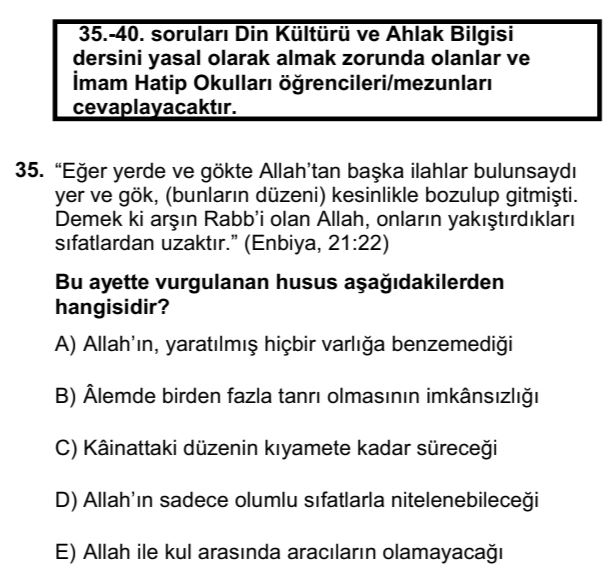 35.-40. soruları Din Kültürü ve Ahlak Bilgisi
dersini yasal olarak almak zorunda olanlar ve
İmam Hatip Okulları öğrencileri/mezunları
cevaplayacaktır.
35. “Eğer yerde ve gökte Allah’tan başka ilahlar bulunsaydı
yer ve gök, (bunların düzeni) kesinlikle bozulup gitmişti.
Demek ki arşın Rabb’i olan Allah, onların yakıştırdıkları
sıfatlardan uzaktır.” (Enbiya, 21:22)
Bu ayette vurgulanan husus aşağıdakilerden
hangisidir?
A) Allah’ın, yaratılmış hiçbir varlığa benzemediği
B) Âlemde birden fazla tanrı olmasının imkânsızlığı
C) Kâinattaki düzenin kıyamete kadar süreceği
D) Allah’ın sadece olumlu sıfatlarla nitelenebileceği
E) Allah ile kul arasında aracıların olamayacağı